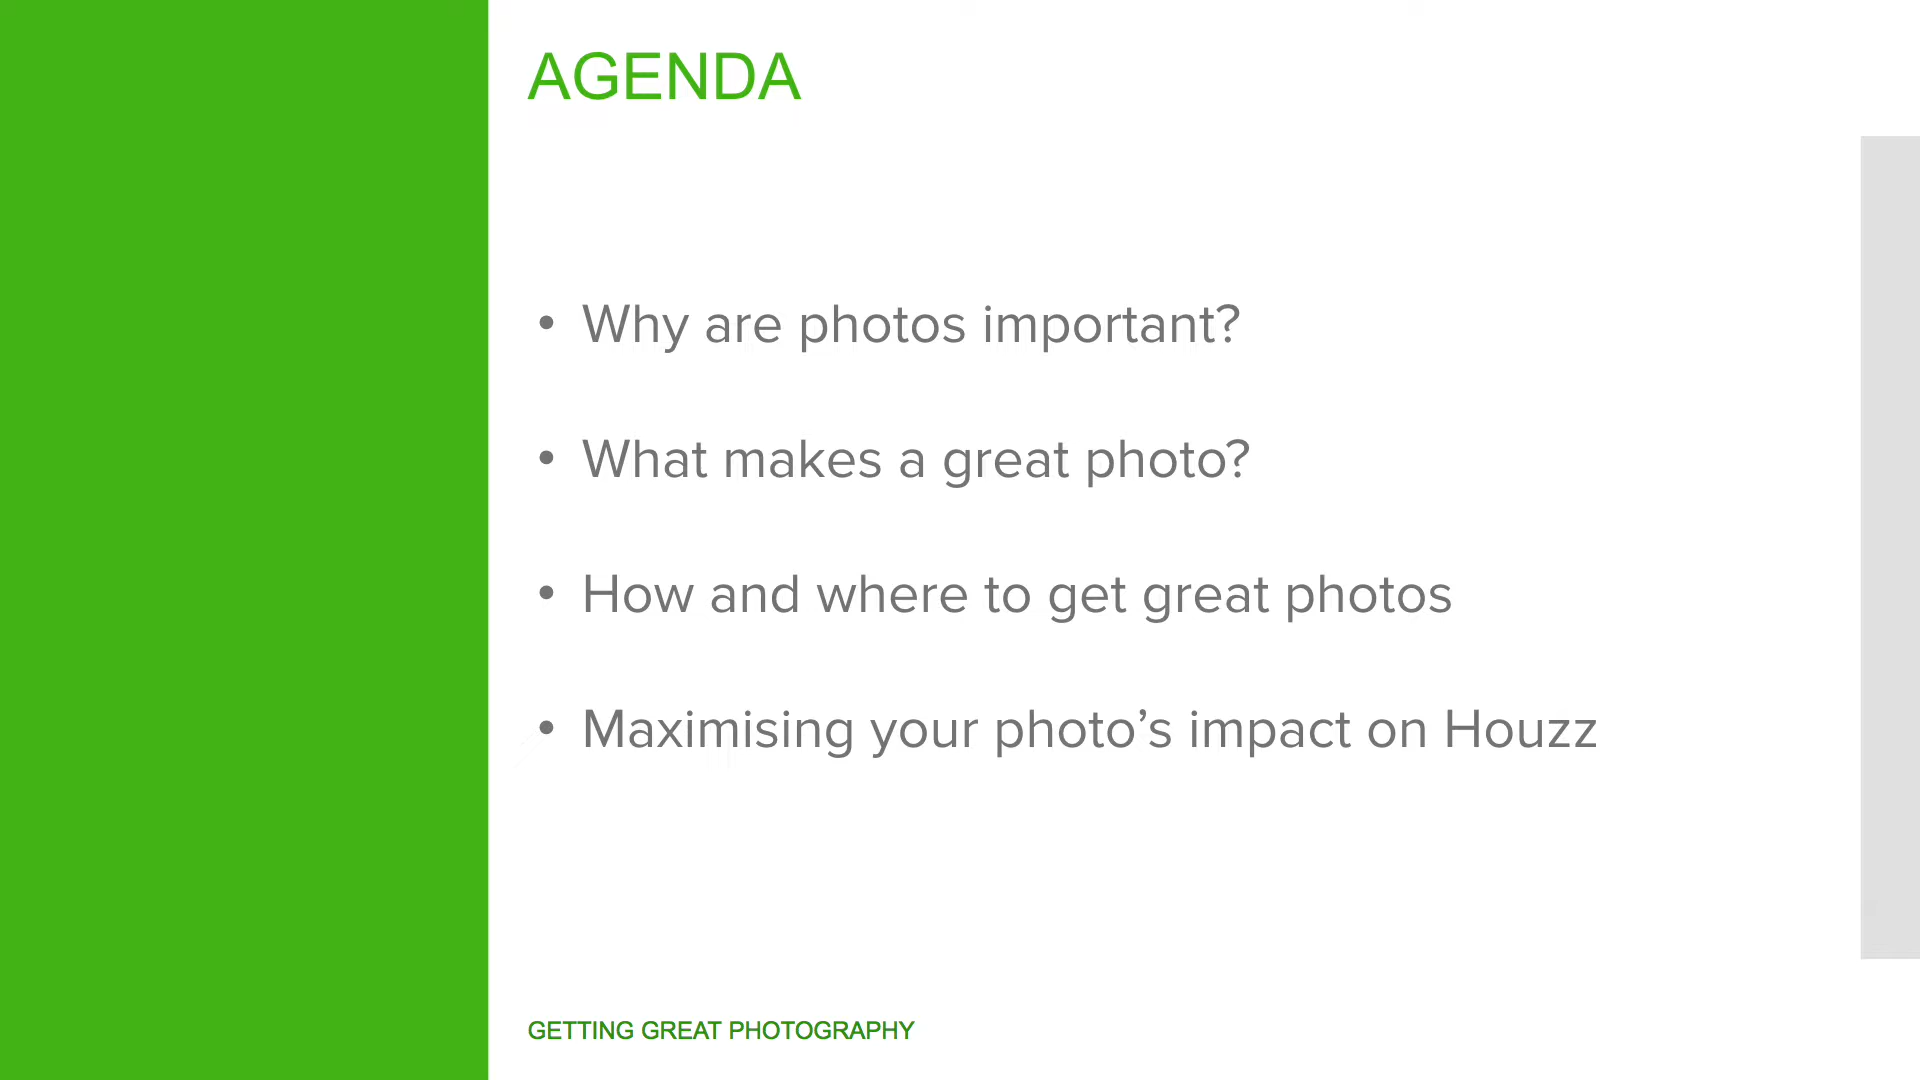 AGENDA
• Why are photos important?
• What makes a great photo?
• How and where to get great photos
• Maximising your photo’s impact on Houzz
GETTING GREAT PHOTOGRAPHY